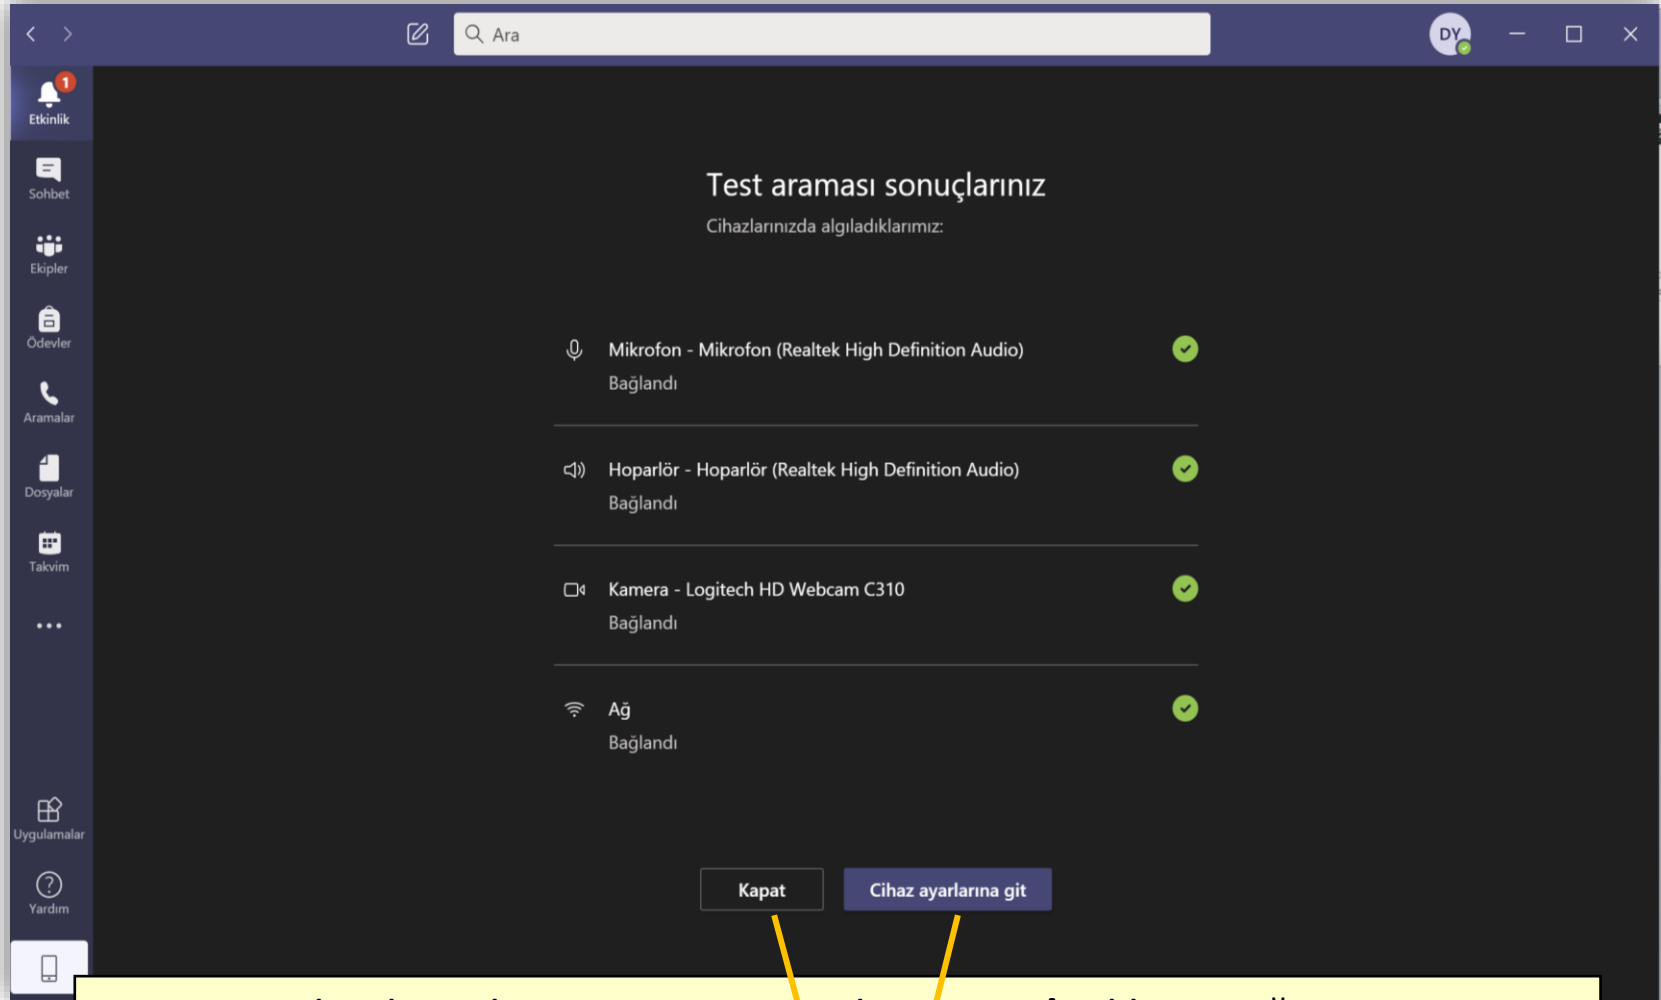 Ara
DY
1
Etkinlik
Sohbet
Ekipler
Ödevler
Aramalar
Dosyalar
Takvim
Uygulamalar
Yardım
Test araması sonuçlarınız
Cihazlarınızda algıladıklarımız:
Mikrofon - Mikrofon (Realtek High Definition Audio)
Bağlandı
Hoparlör - Hoparlör (Realtek High Definition Audio)
Bağlandı
Kamera - Logitech HD Webcam C310
Bağlandı
Ağ
Bağlandı
Kapat
Cihaz ayarlarına git